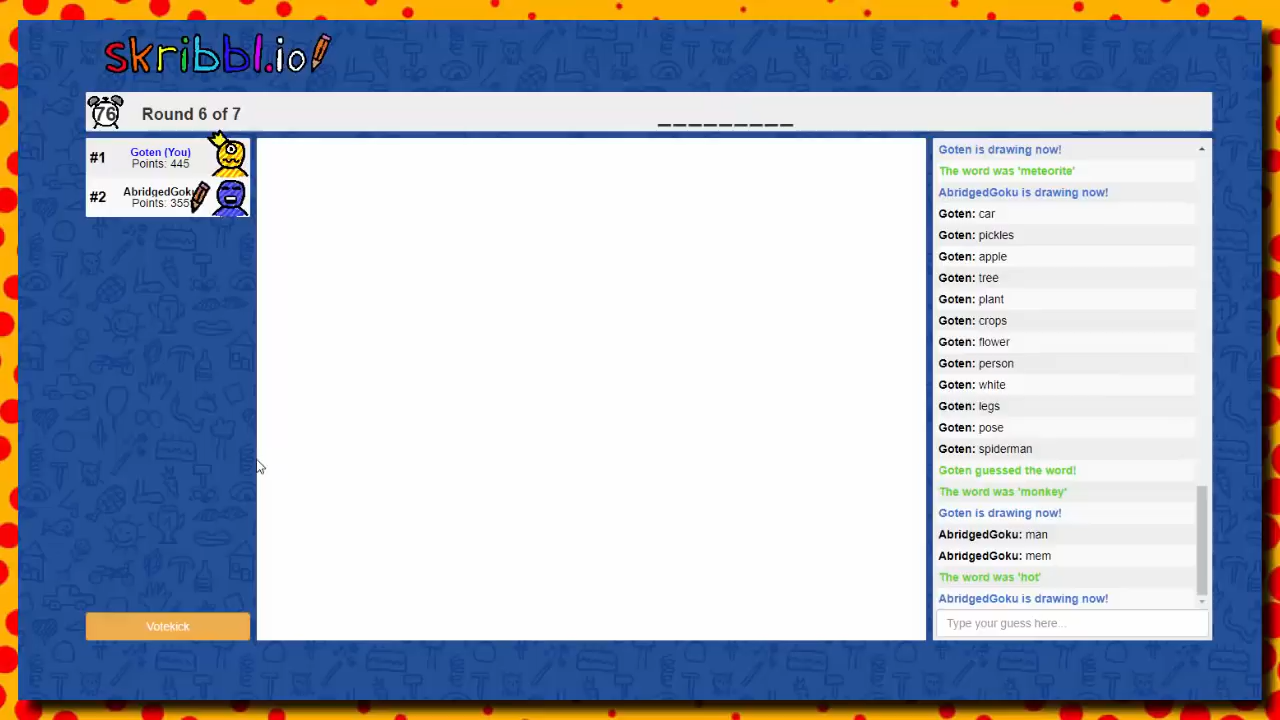 skribbl.io
76
Round 6 of 7
_________
#1
Goten (You)
Points: 445
#2
AbridgedGoku
Points: 355
Votekick
Goten is drawing now!
The word was 'meteorite'
AbridgedGoku is drawing now!
Goten: car
Goten: pickles
Goten: apple
Goten: tree
Goten: plant
Goten: crops
Goten: flower
Goten: person
Goten: white
Goten: legs
Goten: pose
Goten: spiderman
Goten guessed the word!
The word was 'monkey'
Goten is drawing now!
AbridgedGoku: man
AbridgedGoku: mem
The word was 'hot'
AbridgedGoku is drawing now!
Type your guess here...